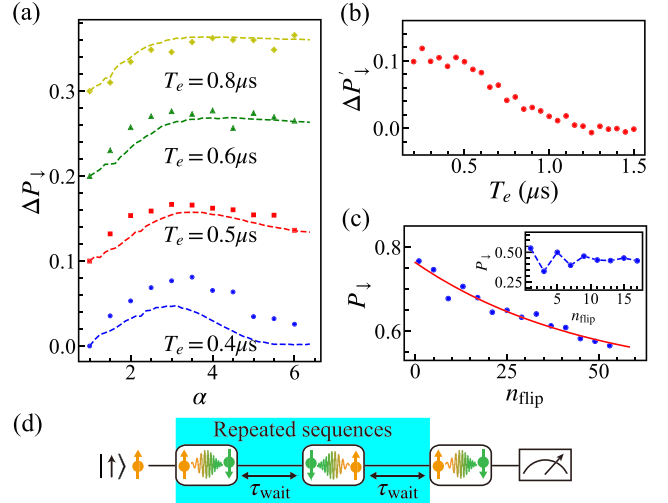 (a)
ΔP↓
0.3
0.2
0.1
0.0
T_e = 0.8μs
T_e = 0.6μs
T_e = 0.5μs
T_e = 0.4μs
2
4
6
α
(b)
ΔP′↓
0.1
0.0
0.5
1.0
1.5
T_e (μs)
(c)
P↓
0.8
0.6
0
25
50
n_flip
P↓
0.50
0.25
5
10
15
n_flip
(d)
Repeated sequences
|↑⟩
τ_wait
τ_wait